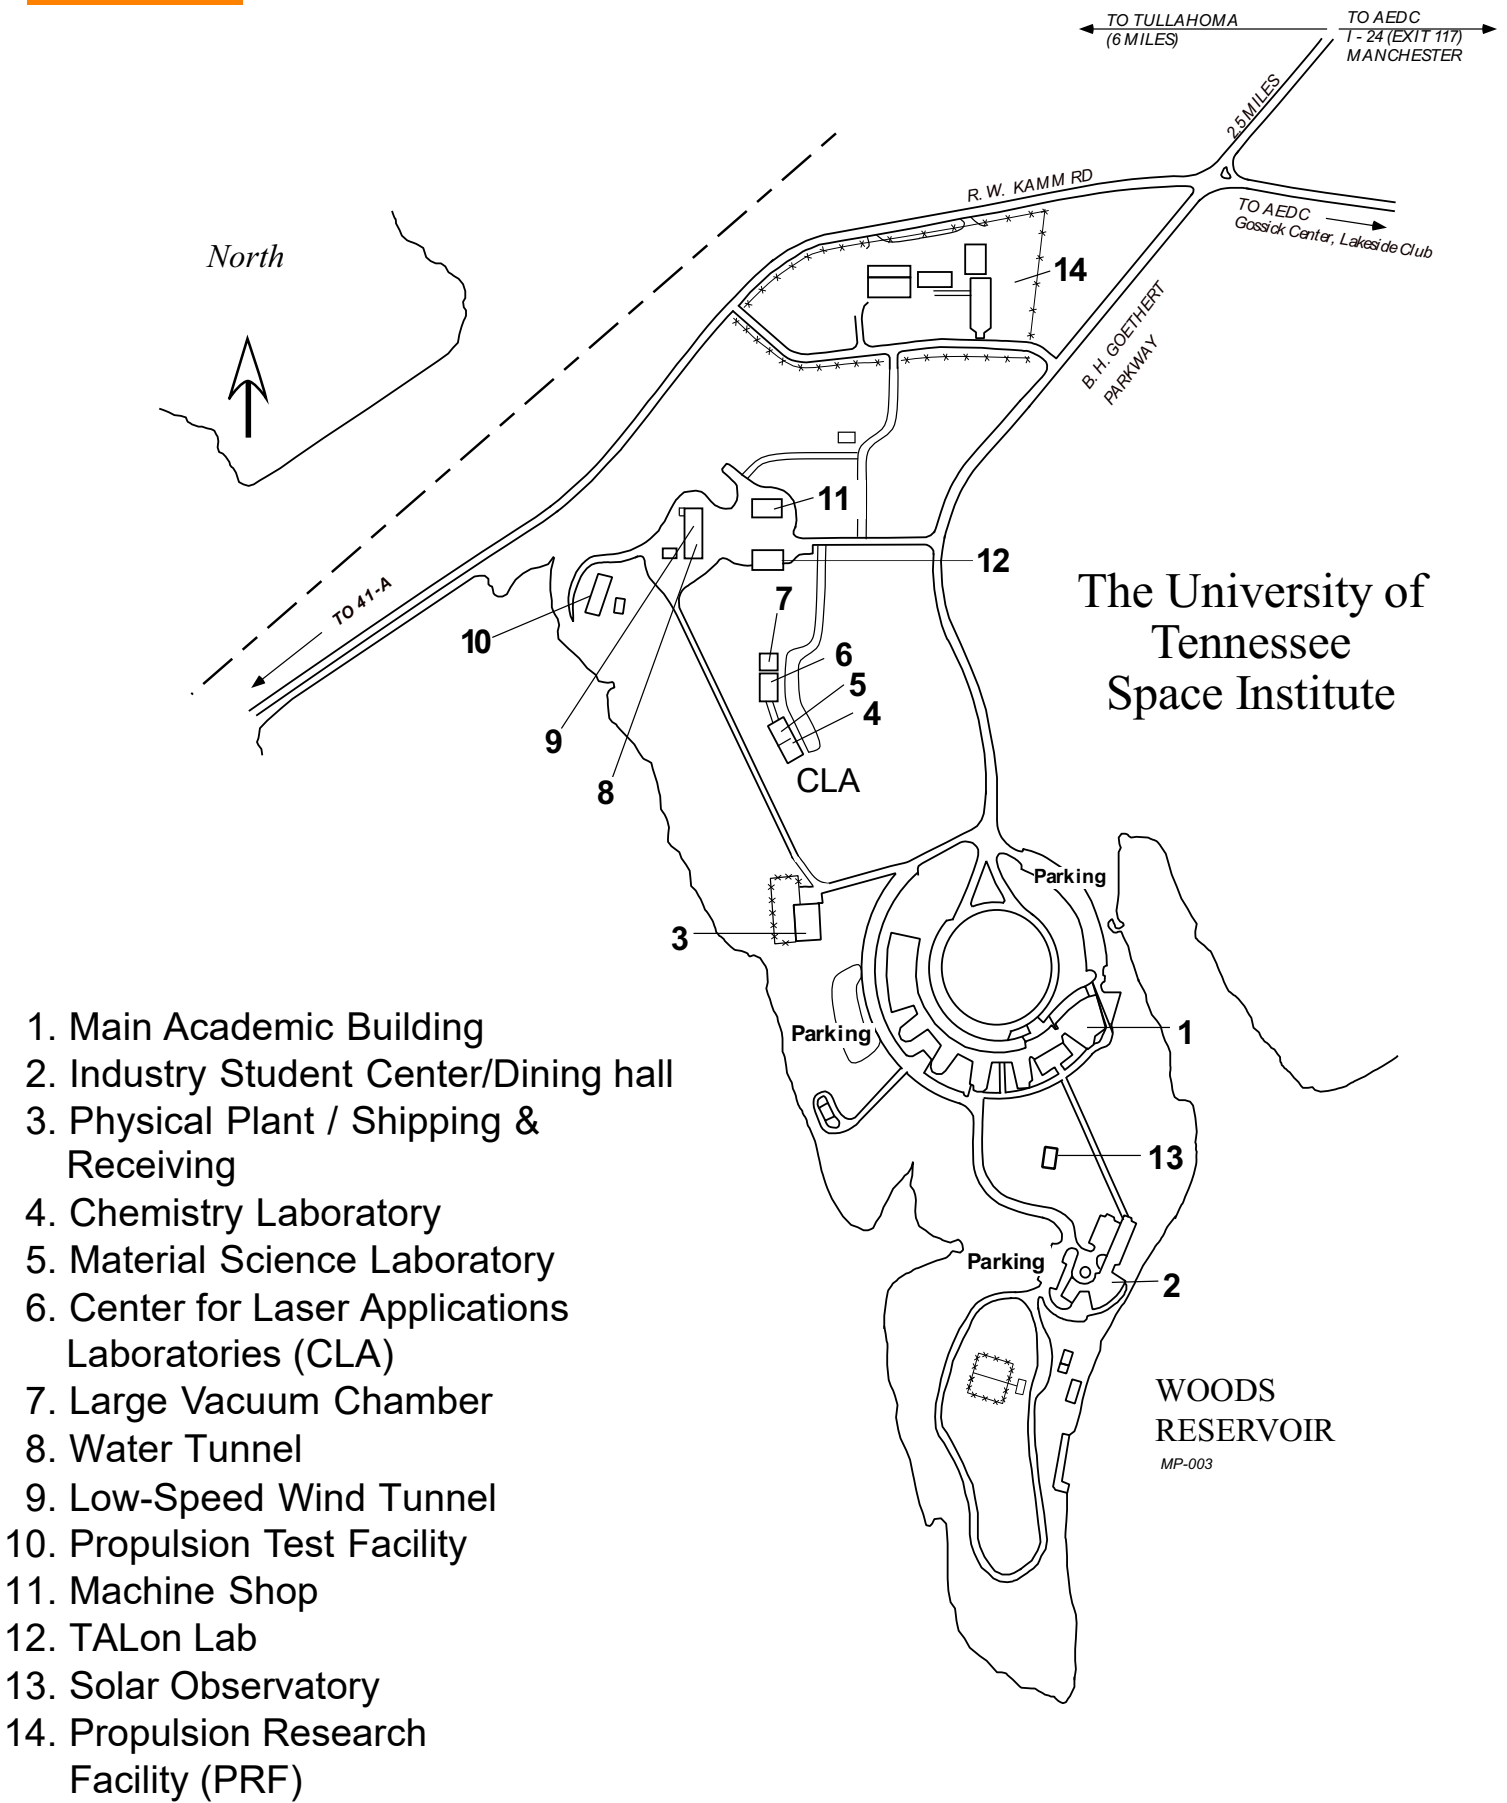 TO TULLAHOMA
(6 MILES)
TO AEDC
I - 24 (EXIT 117)
MANCHESTER
2.5 MILES
R. W. KAMM RD
TO AEDC
Gossick Center, Lakeside Club
North
14
B. H. GOETHERT
PARKWAY
11
12
TO 41-A
7
10
6
5
4
9
8
CLA
The University of
Tennessee
Space Institute
Parking
3
Parking
1
13
Parking
2
WOODS
RESERVOIR
MP-003
1. Main Academic Building
2. Industry Student Center/Dining hall
3. Physical Plant / Shipping &
Receiving
4. Chemistry Laboratory
5. Material Science Laboratory
6. Center for Laser Applications
Laboratories (CLA)
7. Large Vacuum Chamber
8. Water Tunnel
9. Low-Speed Wind Tunnel
10. Propulsion Test Facility
11. Machine Shop
12. TALon Lab
13. Solar Observatory
14. Propulsion Research
Facility (PRF)